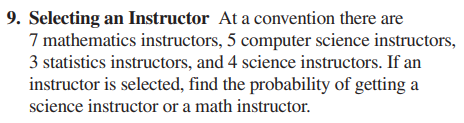 9. Selecting an Instructor At a convention there are
7 mathematics instructors, 5 computer science instructors,
3 statistics instructors, and 4 science instructors. If an
instructor is selected, find the probability of getting a
science instructor or a math instructor.